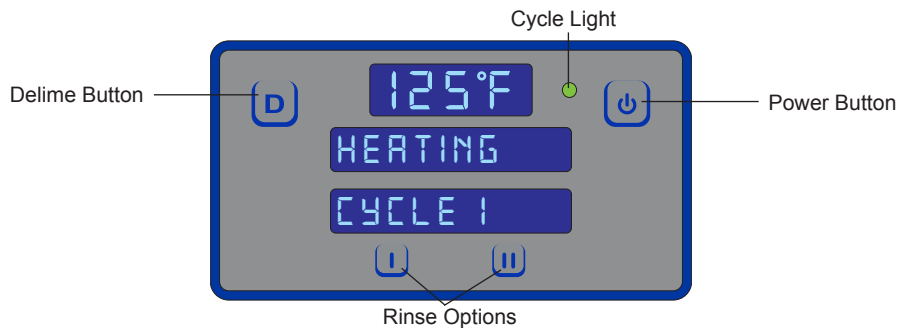 Cycle Light
Delime Button
D
125°F
Power Button
HEATING
CYCLE 1
I
II
Rinse Options